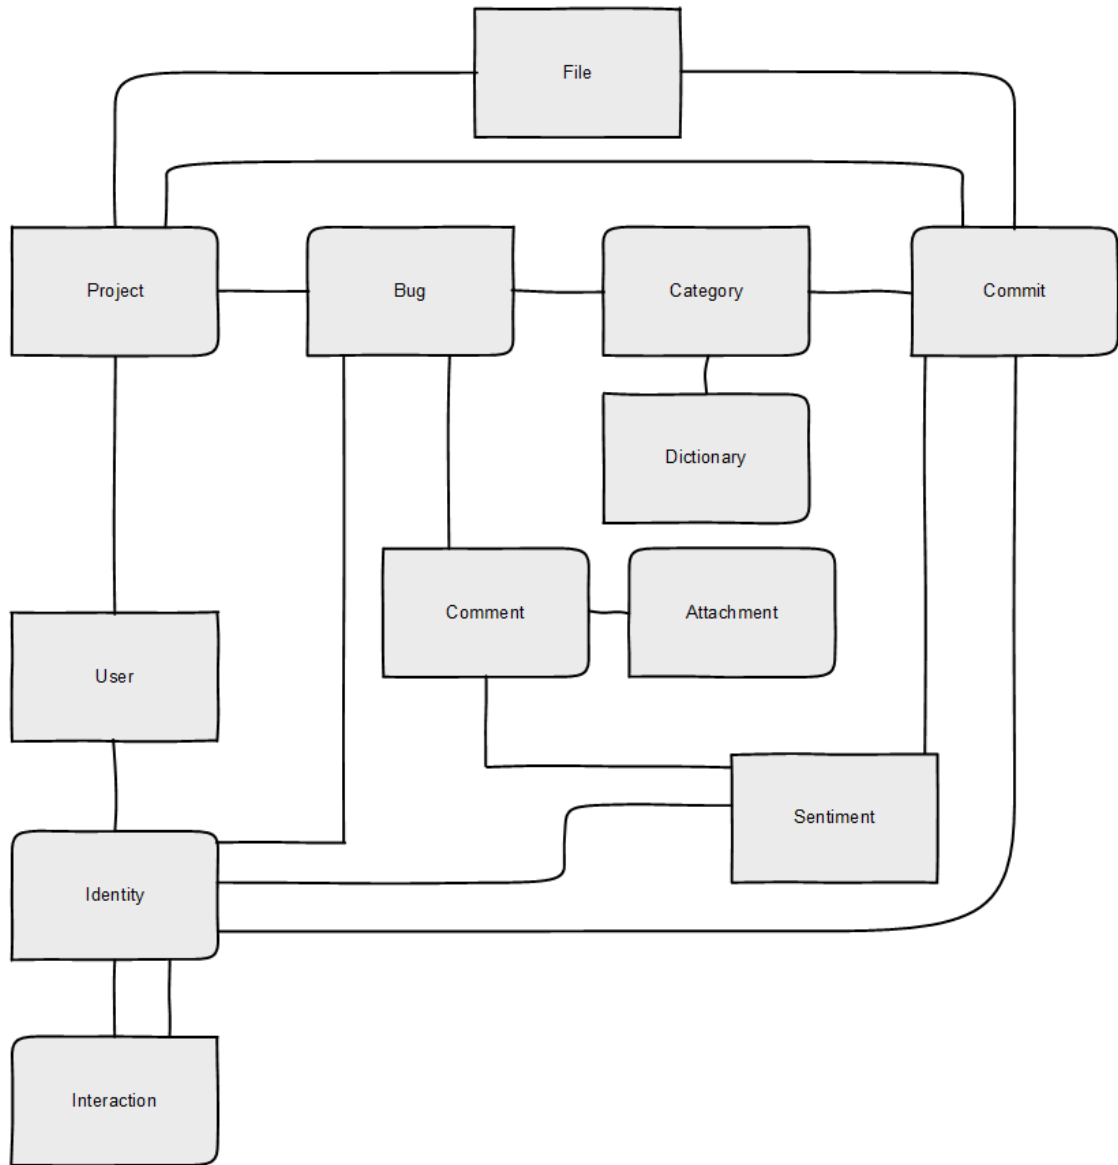 File
Project
Bug
Category
Commit
Dictionary
Comment
Attachment
User
Sentiment
Identity
Interaction